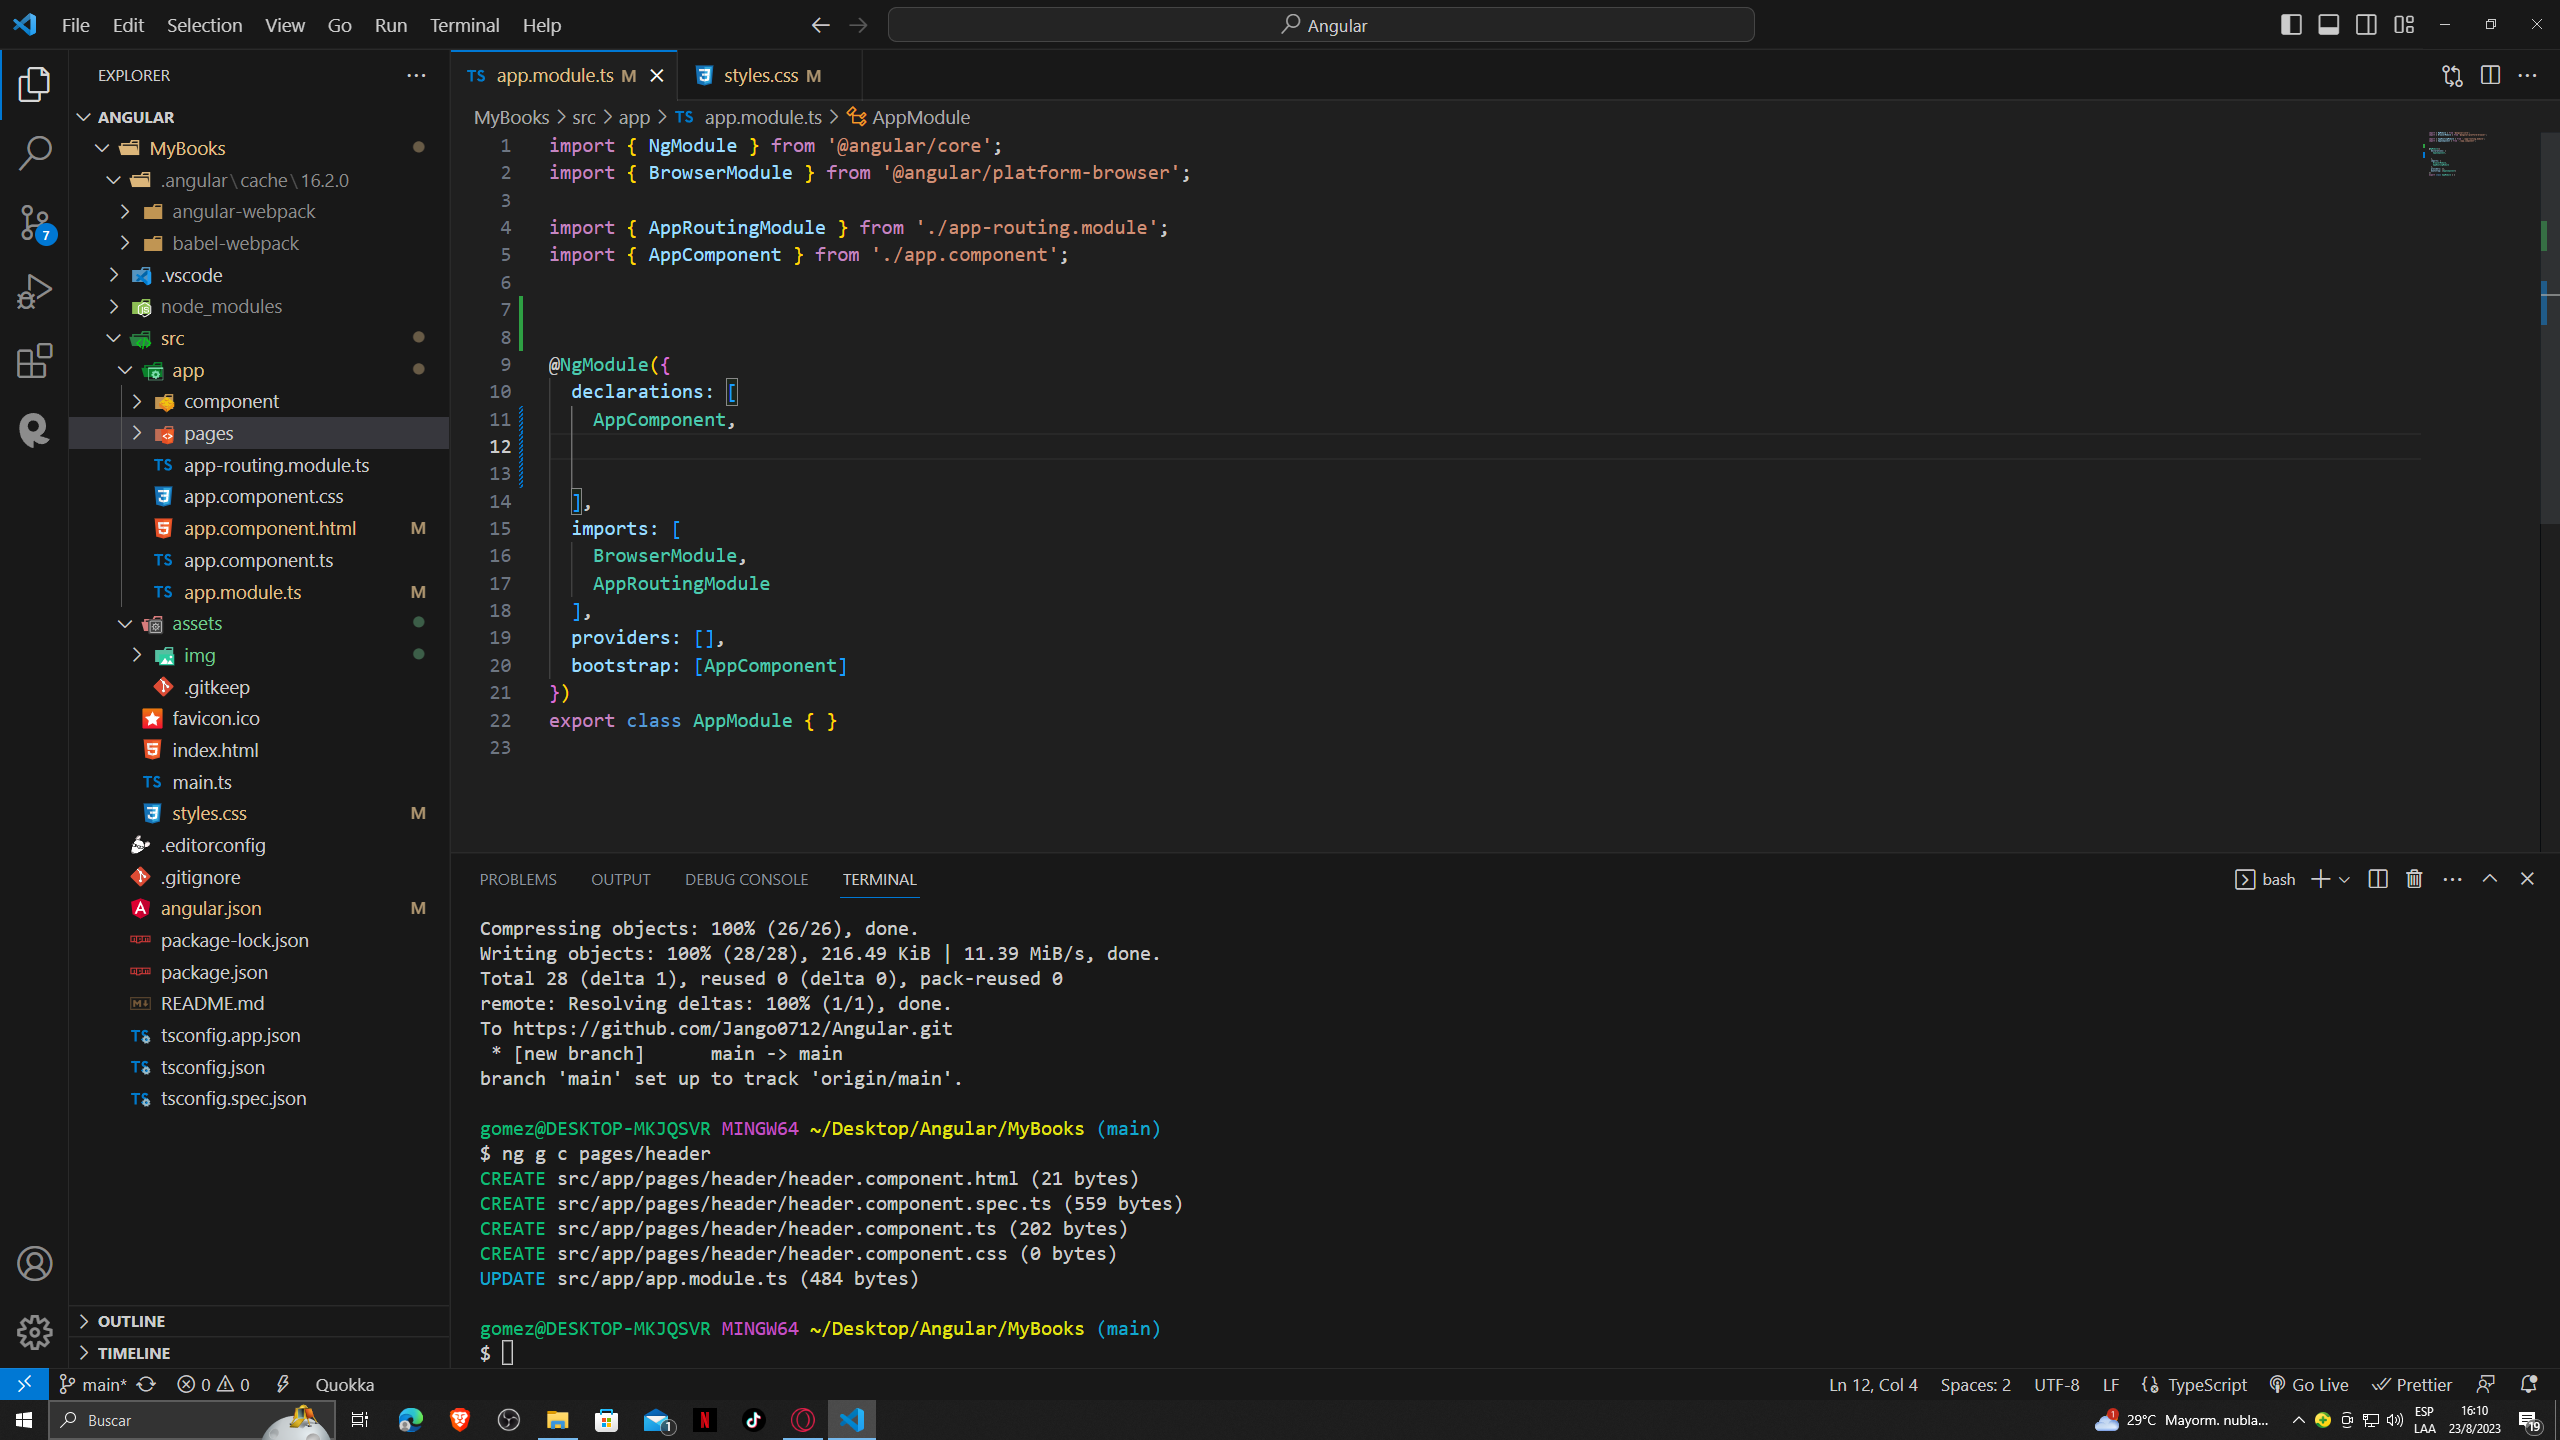 File Edit Selection View Go Run Terminal Help
Angular
EXPLORER
ANGULAR
MyBooks
.angular\cache\16.2.0
angular-webpack
babel-webpack
.vscode
node_modules
src
app
component
pages
app-routing.module.ts
app.component.css
app.component.html M
app.component.ts
app.module.ts M
assets
img
.gitkeep
favicon.ico
index.html
main.ts
styles.css M
.editorconfig
.gitignore
angular.json M
package-lock.json
package.json
README.md
tsconfig.app.json
tsconfig.json
tsconfig.spec.json
OUTLINE
TIMELINE
7
TS app.module.ts M
styles.css M
MyBooks > src > app > TS app.module.ts > AppModule
1 import { NgModule } from '@angular/core';
2 import { BrowserModule } from '@angular/platform-browser';
3
4 import { AppRoutingModule } from './app-routing.module';
5 import { AppComponent } from './app.component';
6
7
8
9 @NgModule({
10 declarations: [
11 AppComponent,
12
13
14 ],
15 imports: [
16 BrowserModule,
17 AppRoutingModule
18 ],
19 providers: [],
20 bootstrap: [AppComponent]
21 })
22 export class AppModule { }
23
PROBLEMS OUTPUT DEBUG CONSOLE TERMINAL
bash
Compressing objects: 100% (26/26), done.
Writing objects: 100% (28/28), 216.49 KiB | 11.39 MiB/s, done.
Total 28 (delta 1), reused 0 (delta 0), pack-reused 0
remote: Resolving deltas: 100% (1/1), done.
To https://github.com/Jango0712/Angular.git
* [new branch] main -> main
branch 'main' set up to track 'origin/main'.
gomez@DESKTOP-MKJQSVR MINGW64 ~/Desktop/Angular/MyBooks (main)
$ ng g c pages/header
CREATE src/app/pages/header/header.component.html (21 bytes)
CREATE src/app/pages/header/header.component.spec.ts (559 bytes)
CREATE src/app/pages/header/header.component.ts (202 bytes)
CREATE src/app/pages/header/header.component.css (0 bytes)
UPDATE src/app/app.module.ts (484 bytes)
gomez@DESKTOP-MKJQSVR MINGW64 ~/Desktop/Angular/MyBooks (main)
$
main* 0 0 Quokka
Ln 12, Col 4 Spaces: 2 UTF-8 LF {} TypeScript Go Live Prettier
Buscar
1
1 29°C Mayorm. nubla...
ESP
LAA
16:10
23/8/2023
19